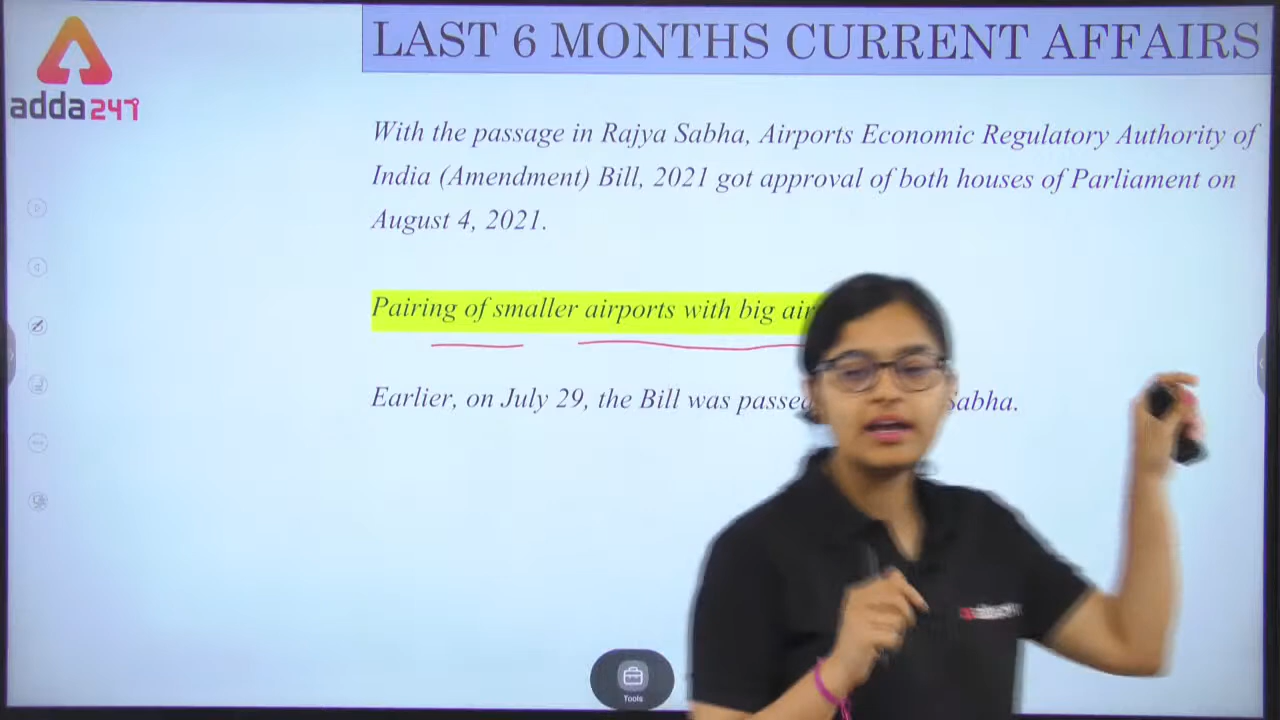 LAST 6 MONTHS CURRENT AFFAIRS
adda247
With the passage in Rajya Sabha, Airports Economic Regulatory Authority of
India (Amendment) Bill, 2021 got approval of both houses of Parliament on
August 4, 2021.
Pairing of smaller airports with big
Earlier, on July 29, the Bill was passed Sabha.
Tools